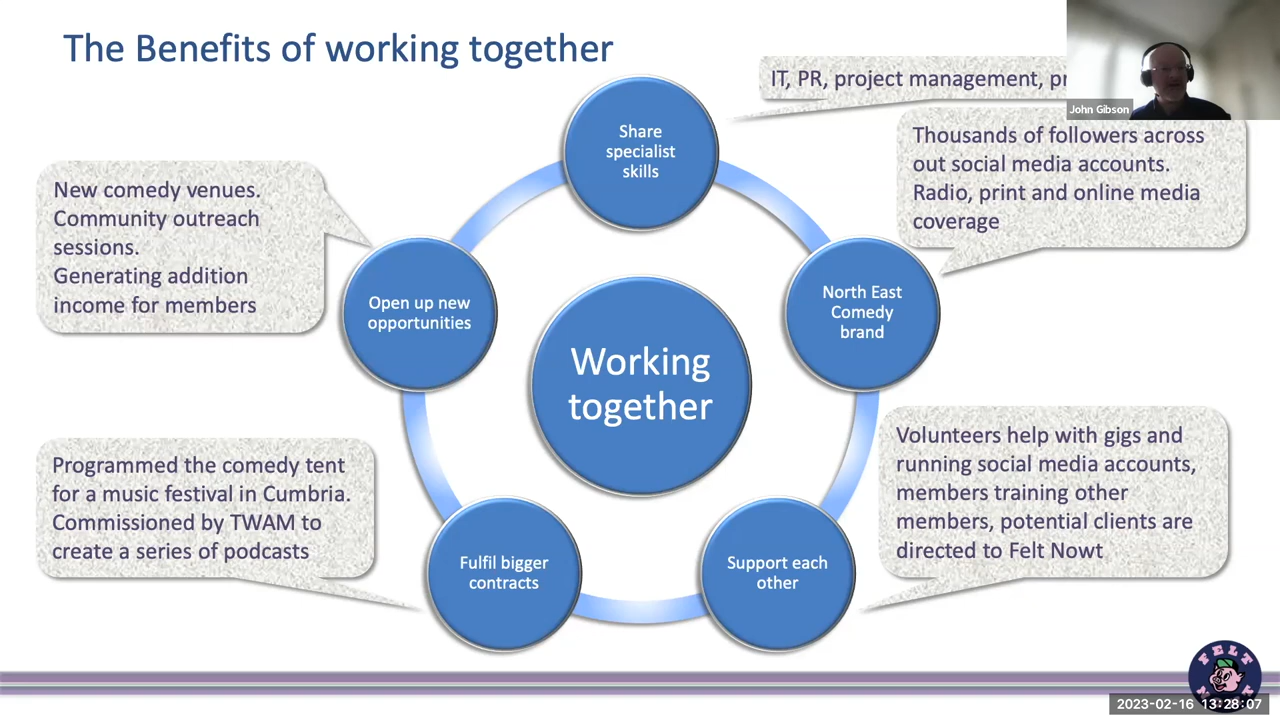 The Benefits of working together
IT, PR, project management,
John Gibson
Share
specialist
skills
Thousands of followers across
out social media accounts.
Radio, print and online media
coverage
New comedy venues.
Community outreach
sessions.
Generating addition
income for members
Open up new
opportunities
North East
Comedy
brand
Working
together
Programmed the comedy tent
for a music festival in Cumbria.
Commissioned by TWAM to
create a series of podcasts
Volunteers help with gigs and
running social media accounts,
members training other
members, potential clients are
directed to Felt Nowt
Fulfil bigger
contracts
Support each
other
2023-02-16 13:28:07